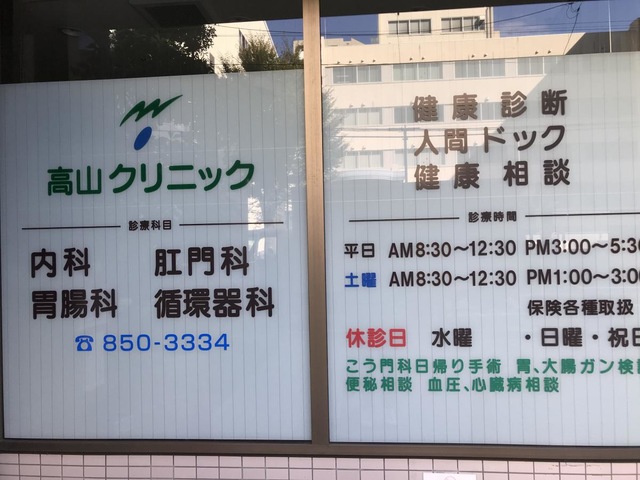 高山クリニック
診療科目
内科 肛門科
胃腸科 循環器科
☎ 850-3334
健康診断
人間ドック
健康相談
診療時間
平日 AM8:30～12:30 PM3:00～5:3
土曜 AM8:30～12:30 PM1:00～3:0
保険各種取扱
休診日 水曜 ・日曜・祝日
こう門科日帰り手術 胃、大腸ガン検
便秘相談 血圧、心臓病相談